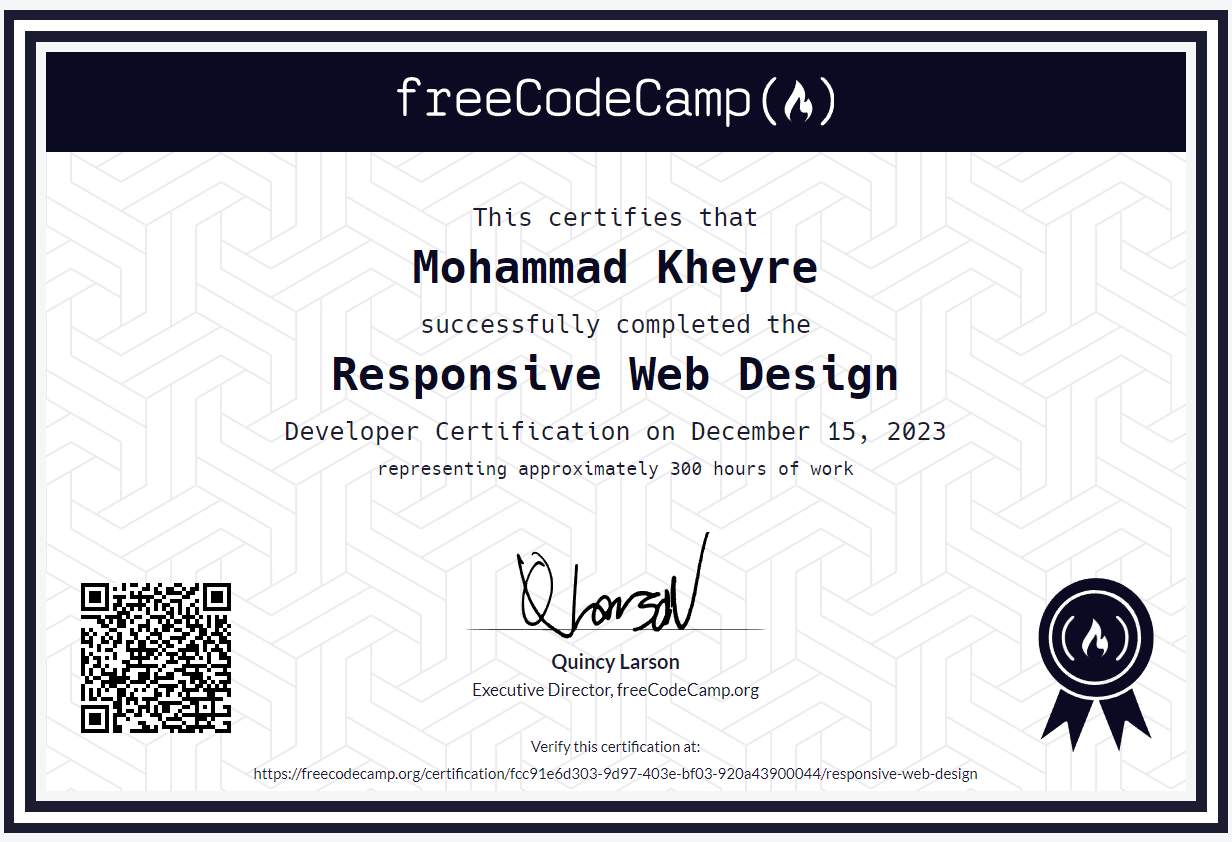 freeCodeCamp(🔥)
This certifies that
Mohammad Kheyre
successfully completed the
Responsive Web Design
Developer Certification on December 15, 2023
representing approximately 300 hours of work
Q Larson
Quincy Larson
Executive Director, freeCodeCamp.org
Verify this certification at:
https://freecodecamp.org/certification/fcc91e6d303-9d97-403e-bf03-920a43900044/responsive-web-design